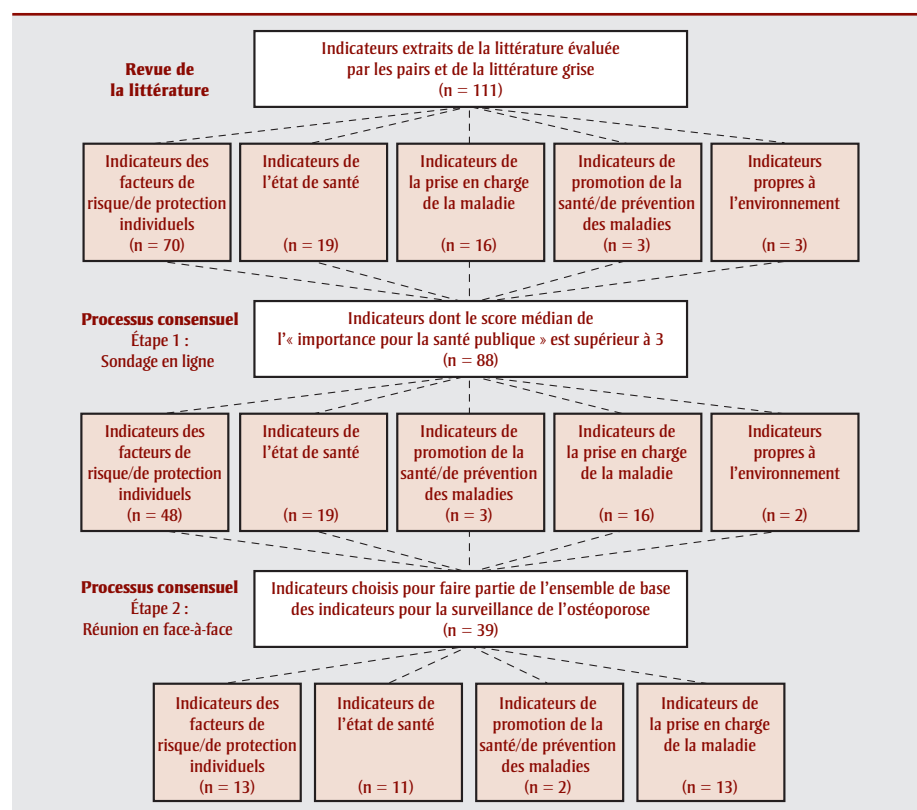 Revue de
la littérature
Indicateurs extraits de la littérature évaluée
par les pairs et de la littérature grise
(n = 111)
Indicateurs des
facteurs de
risque/de protection
individuels
(n = 70)
Indicateurs de
l'état de santé
(n = 19)
Indicateurs de
la prise en charge
de la maladie
(n = 16)
Indicateurs de
promotion de la
santé/de prévention
des maladies
(n = 3)
Indicateurs
propres à
l'environnement
(n = 3)
Processus consensuel
Étape 1 :
Sondage en ligne
Indicateurs dont le score médian de
l'« importance pour la santé publique » est supérieur à 3
(n = 88)
Indicateurs des
facteurs de
risque/de protection
individuels
(n = 48)
Indicateurs de
l'état de santé
(n = 19)
Indicateurs de
promotion de la
santé/de prévention
des maladies
(n = 3)
Indicateurs de
la prise en charge
de la maladie
(n = 16)
Indicateurs
propres à
l'environnement
(n = 2)
Processus consensuel
Étape 2 :
Réunion en face-à-face
Indicateurs choisis pour faire partie de l'ensemble de base
des indicateurs pour la surveillance de l'ostéoporose
(n = 39)
Indicateurs des
facteurs de
risque/de protection
individuels
(n = 13)
Indicateurs de
l'état de santé
(n = 11)
Indicateurs de
promotion de la
santé/de prévention
des maladies
(n = 2)
Indicateurs de
la prise en charge
de la maladie
(n = 13)